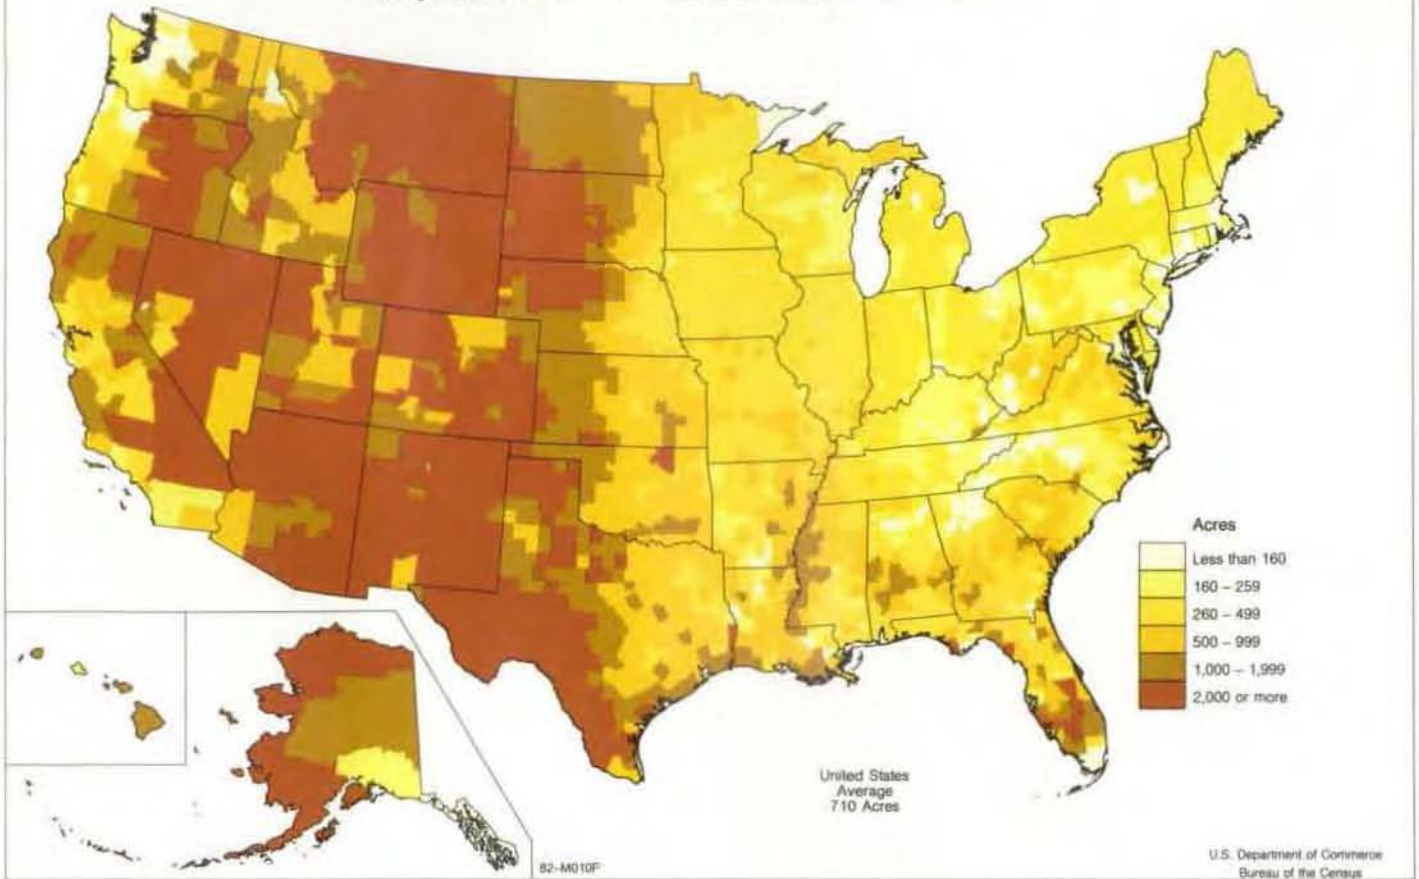 Acres
Less than 160
160 – 259
260 – 499
500 – 999
1,000 – 1,999
2,000 or more
United States
Average
710 Acres
82-M010F
U.S. Department of Commerce
Bureau of the Census